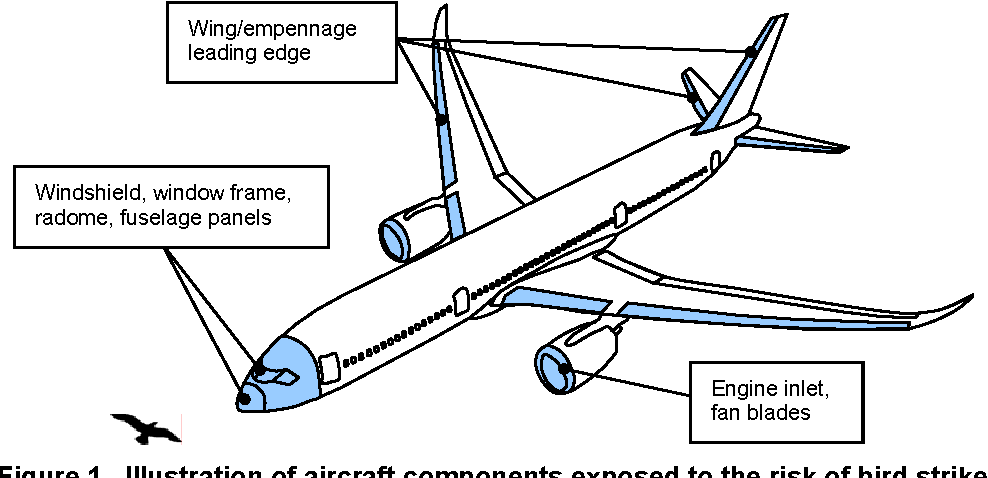 Wing/empennage
leading edge
Windshield, window frame,
radome, fuselage panels
Engine inlet,
fan blades
Figure 1. Illustration of aircraft components exposed to the risk of bird strike